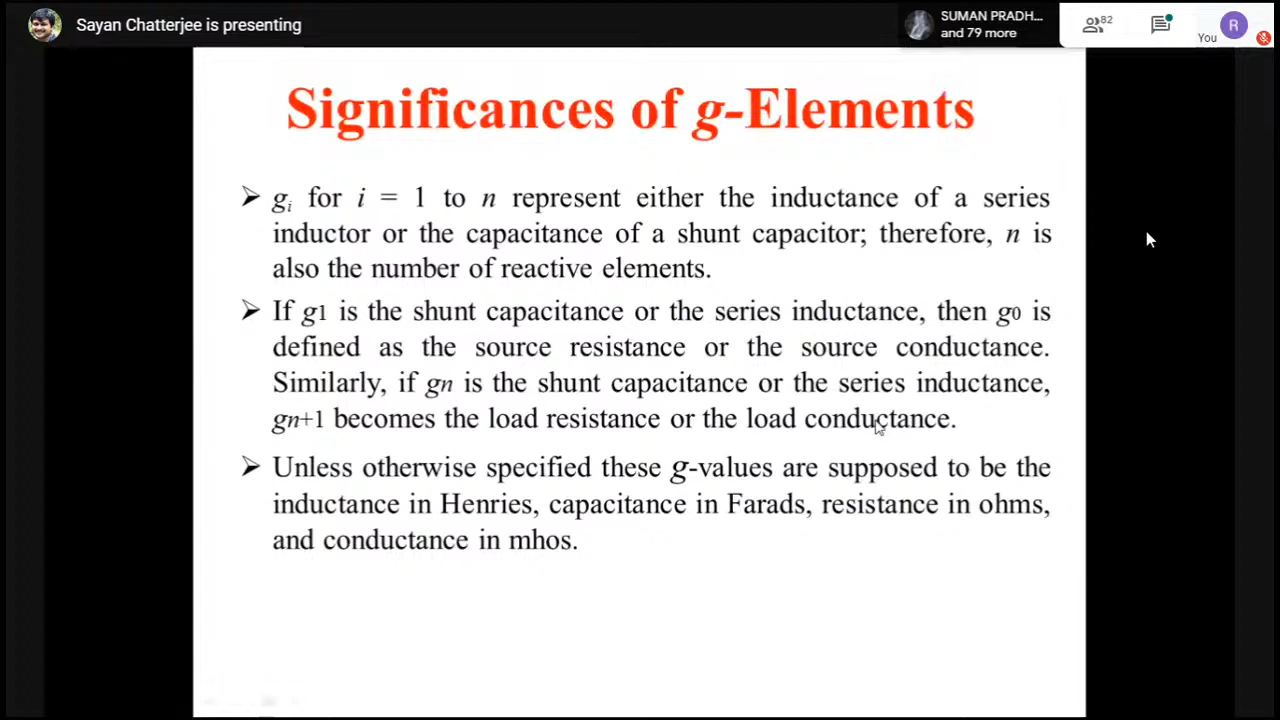 Sayan Chatterjee is presenting
SUMAN PRADH...
and 79 more
82
You
R
Significances of g-Elements
➢ gi for i = 1 to n represent either the inductance of a series
inductor or the capacitance of a shunt capacitor; therefore, n is
also the number of reactive elements.
➢ If g1 is the shunt capacitance or the series inductance, then g0 is
defined as the source resistance or the source conductance.
Similarly, if gn is the shunt capacitance or the series inductance,
gn+1 becomes the load resistance or the load conductance.
➢ Unless otherwise specified these g-values are supposed to be the
inductance in Henries, capacitance in Farads, resistance in ohms,
and conductance in mhos.